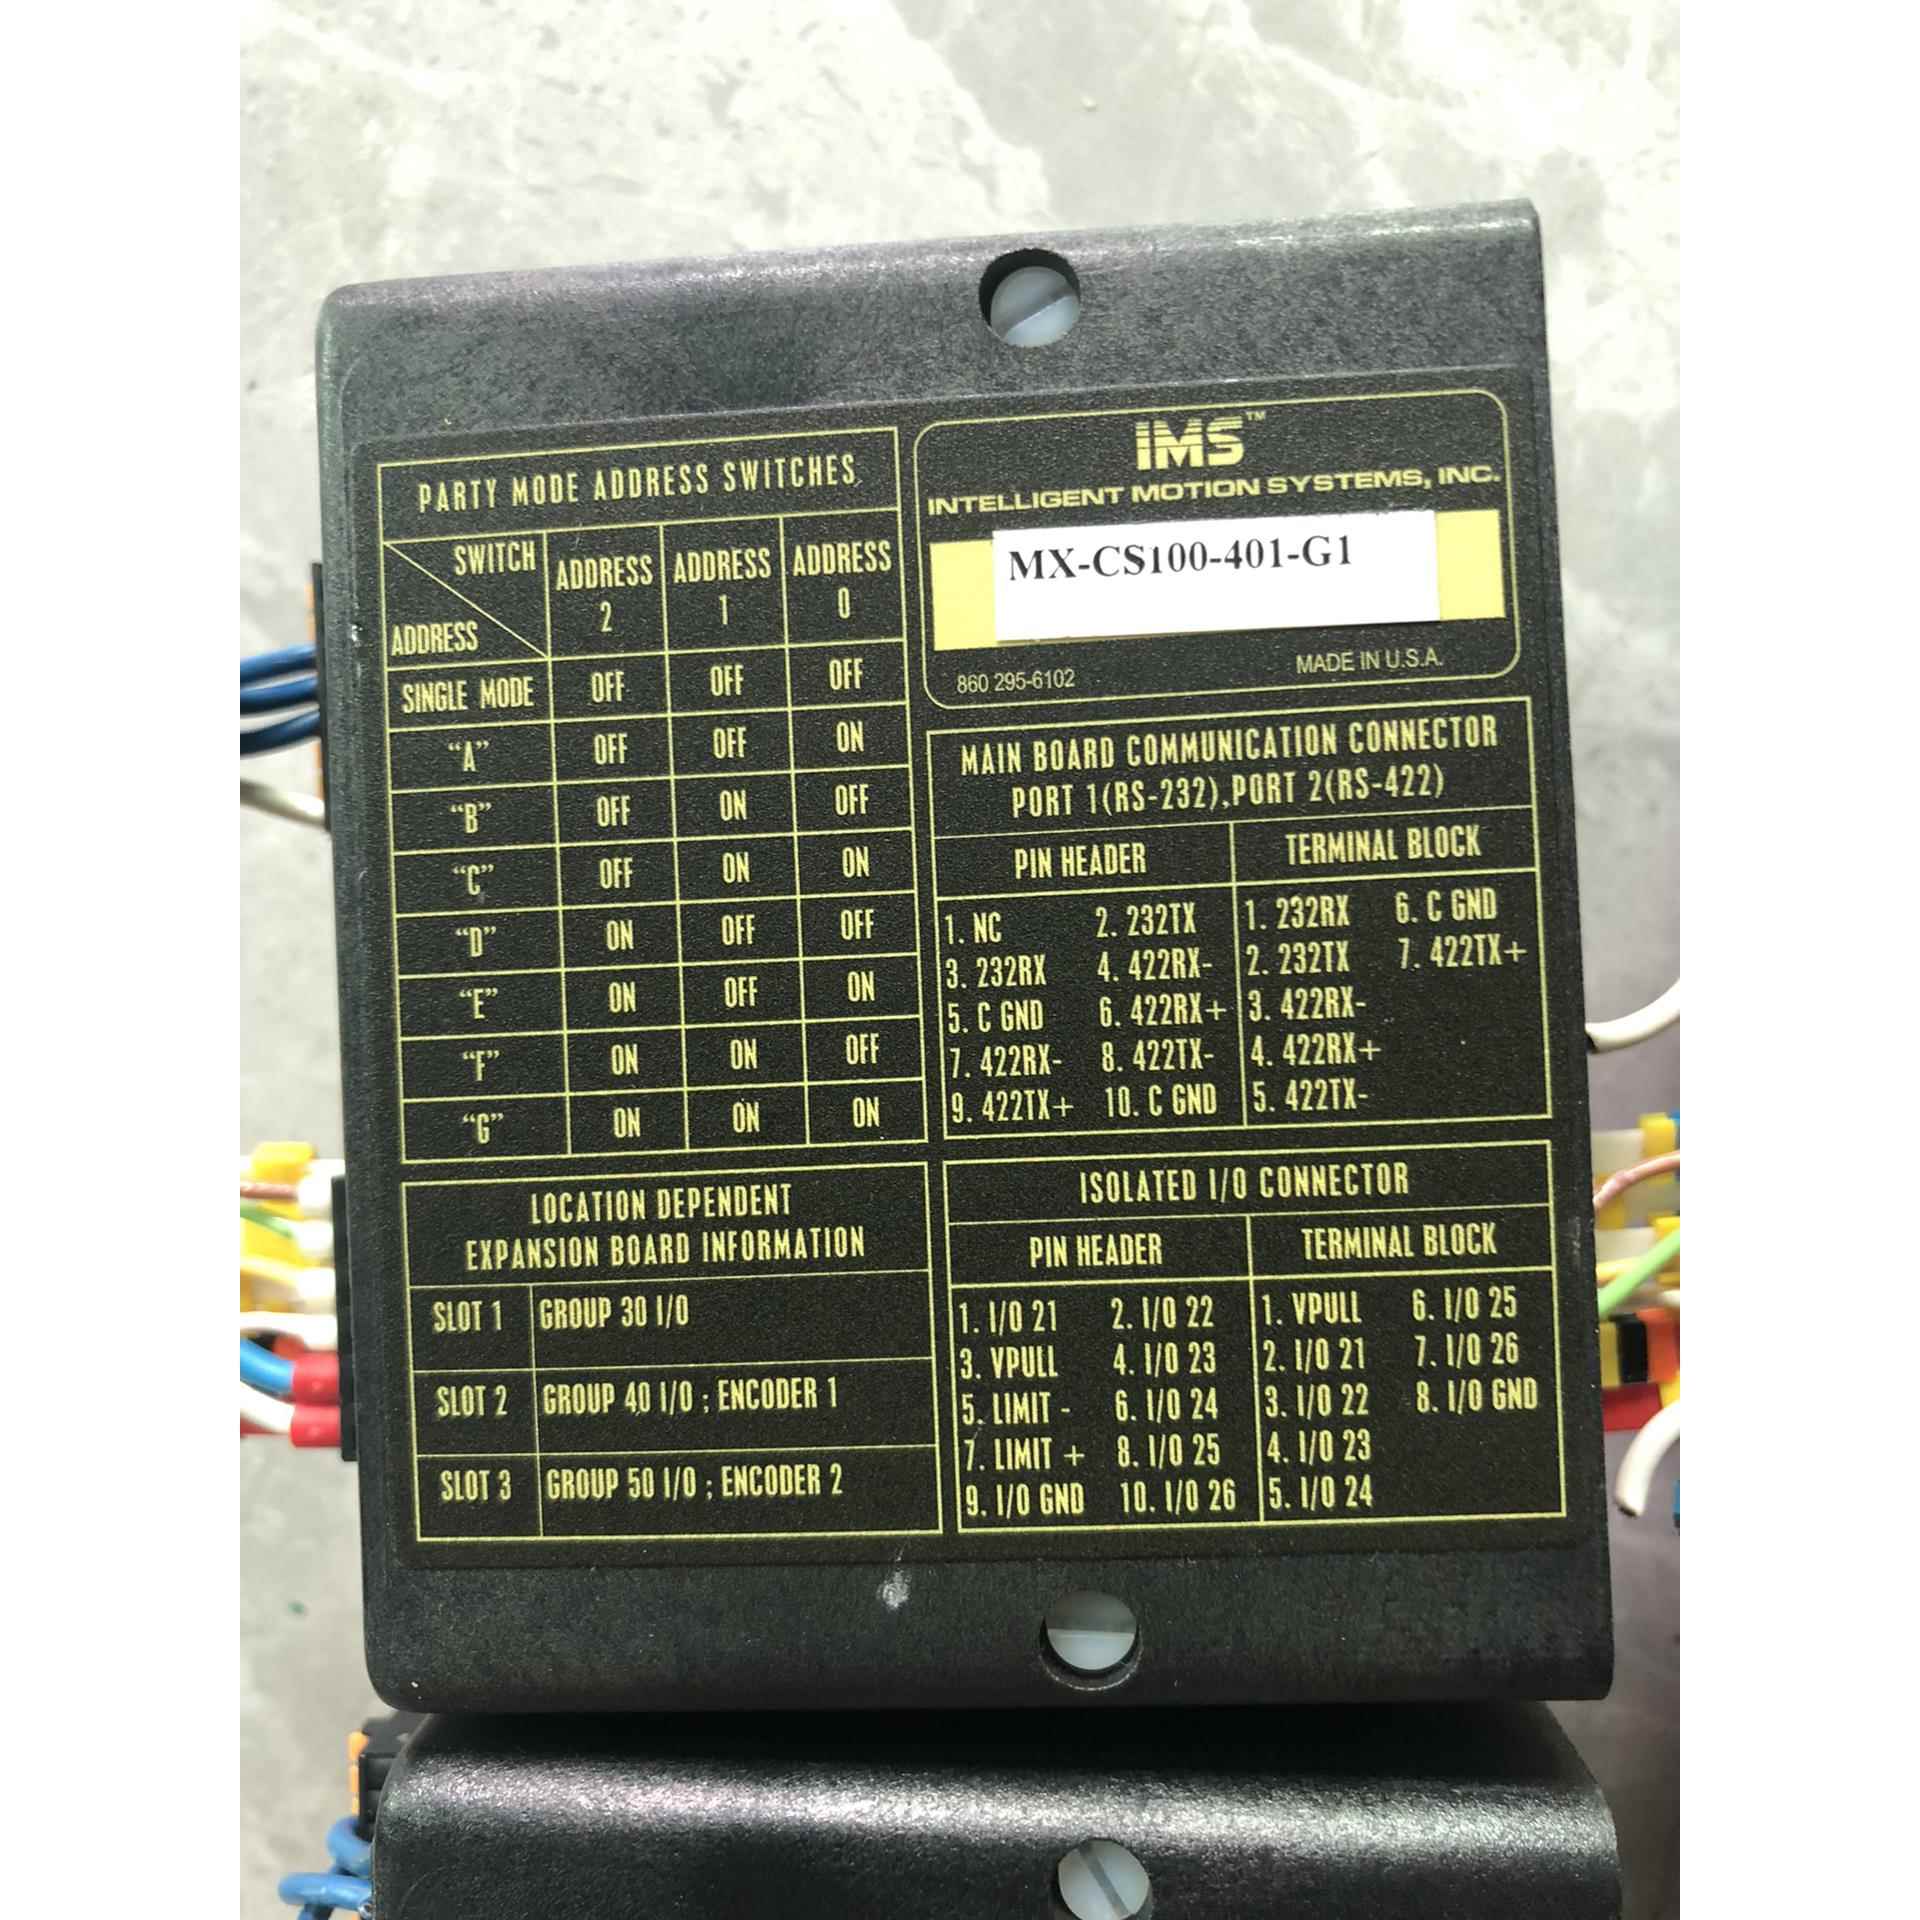 PARTY MODE ADDRESS SWITCHES
SWITCH
ADDRESS
ADDRESS 2
ADDRESS 1
ADDRESS 0
SINGLE MODE OFF OFF OFF
“A” OFF OFF ON
“B” OFF ON OFF
“C” OFF ON ON
“D” ON OFF OFF
“E” ON OFF ON
“F” ON ON OFF
“G” ON ON ON
LOCATION DEPENDENT
EXPANSION BOARD INFORMATION
SLOT 1 GROUP 30 I/O
SLOT 2 GROUP 40 I/O ; ENCODER 1
SLOT 3 GROUP 50 I/O ; ENCODER 2
IMS™
INTELLIGENT MOTION SYSTEMS, INC.
MX-CS100-401-G1
860 295-6102 MADE IN U.S.A.
MAIN BOARD COMMUNICATION CONNECTOR
PORT 1(RS-232),PORT 2(RS-422)
PIN HEADER TERMINAL BLOCK
1. NC 2. 232TX 1. 232RX 6. C GND
3. 232RX 4. 422RX- 2. 232TX 7. 422TX+
5. C GND 6. 422RX+ 3. 422RX-
7. 422RX- 8. 422TX- 4. 422RX+
9. 422TX+ 10. C GND 5. 422TX-
ISOLATED I/O CONNECTOR
PIN HEADER TERMINAL BLOCK
1. I/O 21 2. I/O 22 1. VPULL 6. I/O 25
3. VPULL 4. I/O 23 2. I/O 21 7. I/O 26
5. LIMIT - 6. I/O 24 3. I/O 22 8. I/O GND
7. LIMIT + 8. I/O 25 4. I/O 23
9. I/O GND 10. I/O 26 5. I/O 24